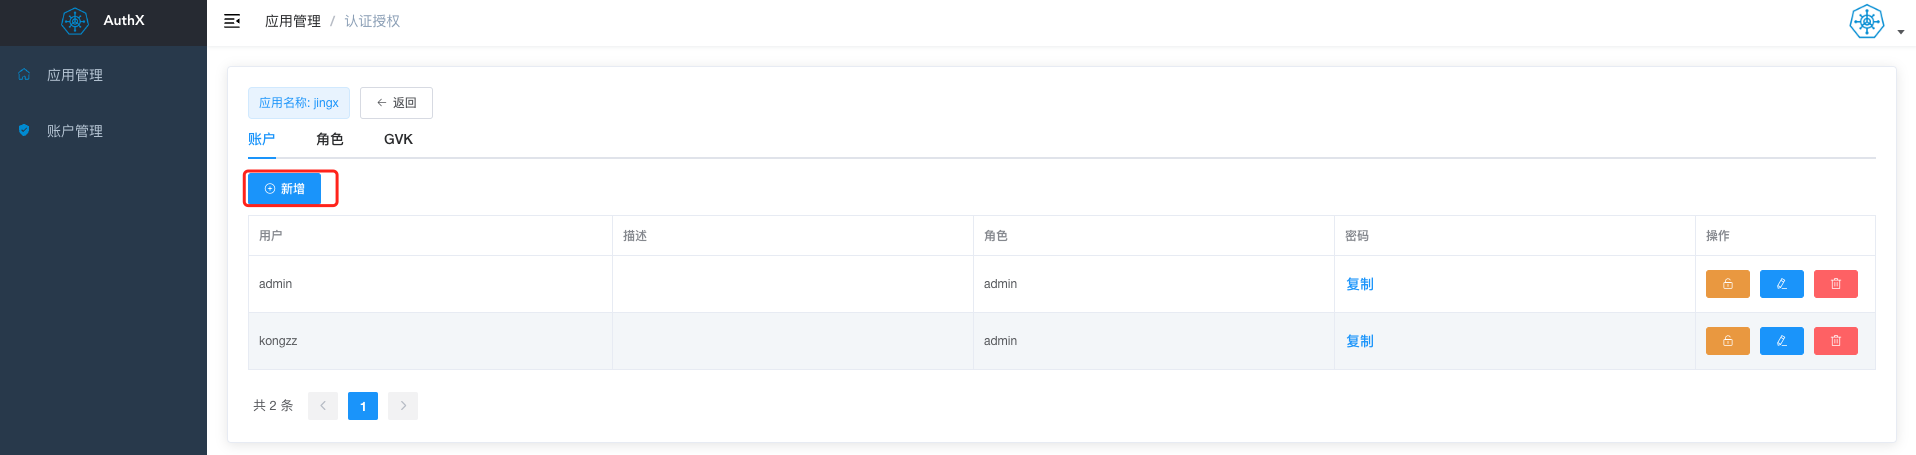 AuthX
应用管理 / 认证授权
应用管理
账户管理
应用名称: jingx
返回
账户 角色 GVK
新增
用户 描述 角色 密码 操作
admin admin 复制
kongzz admin 复制
共 2 条 1